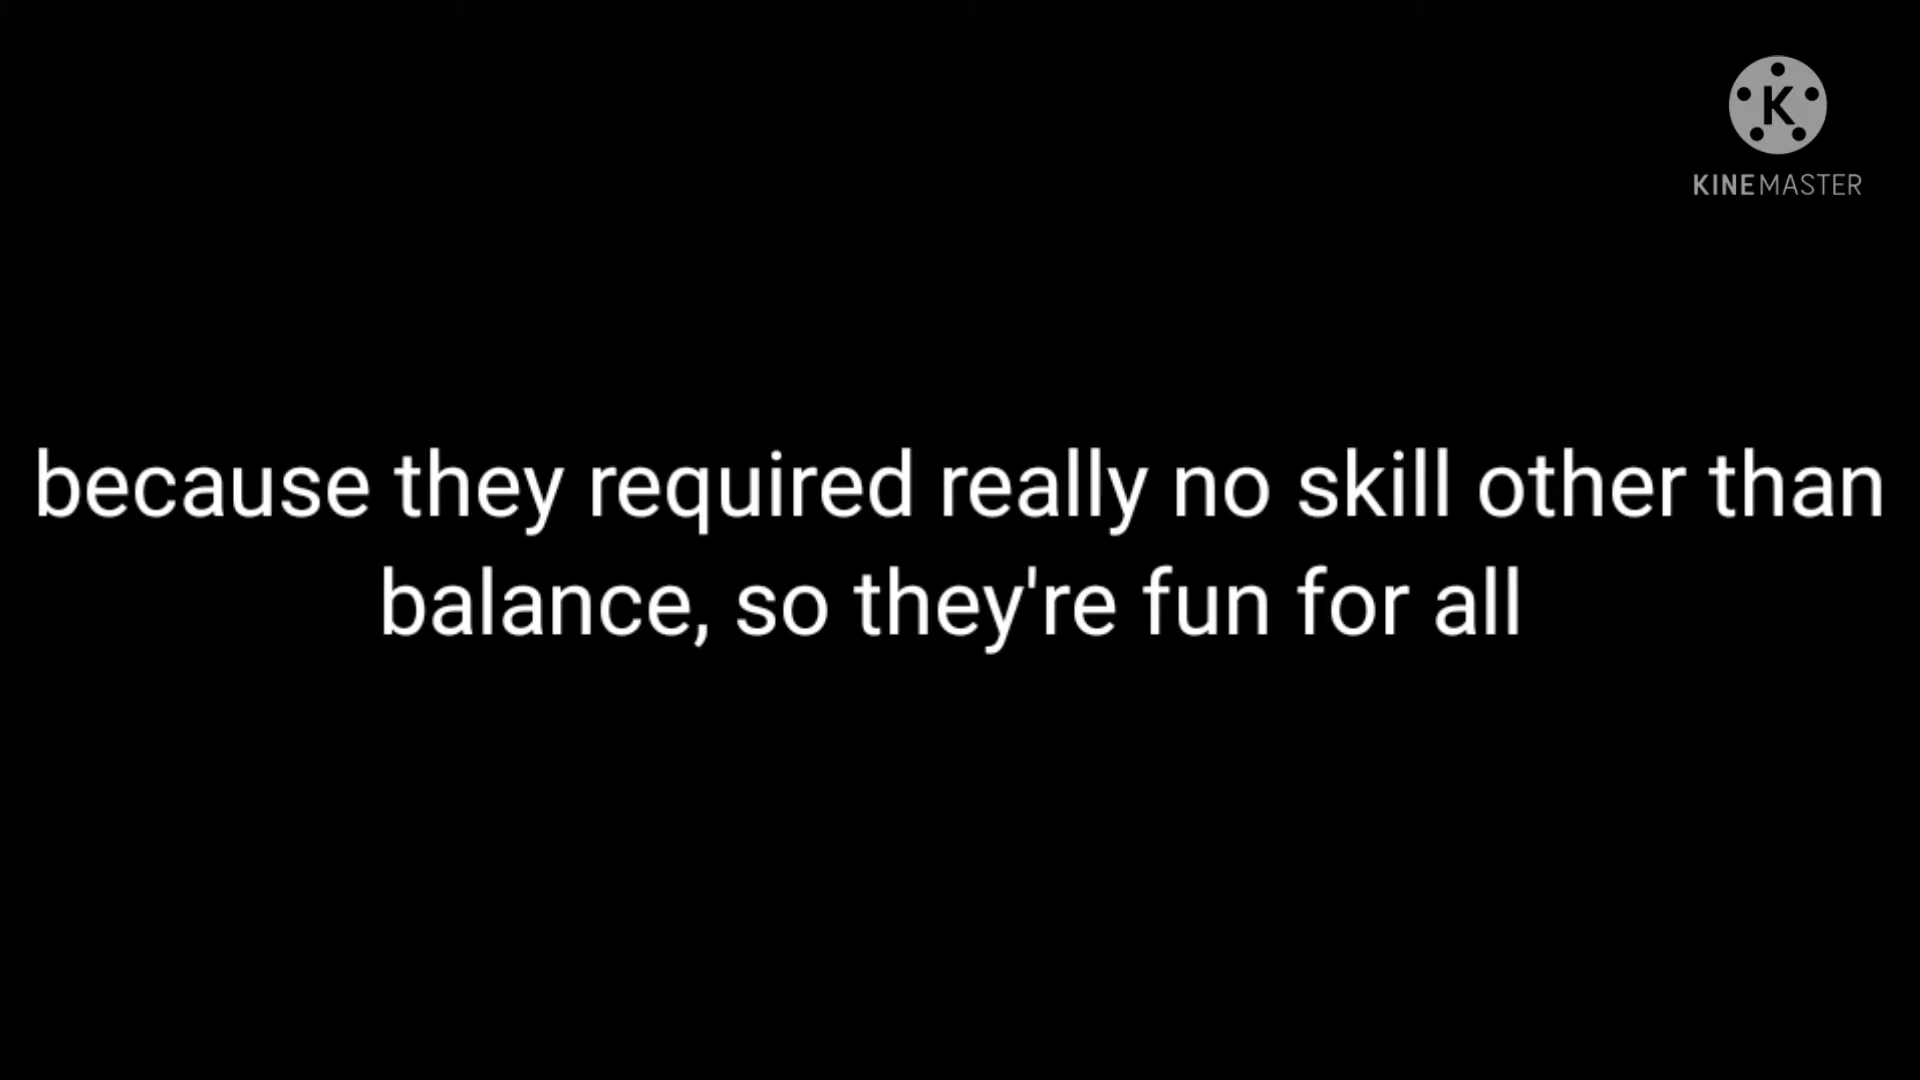 K
KINEMASTER
because they required really no skill other than
balance, so they're fun for all